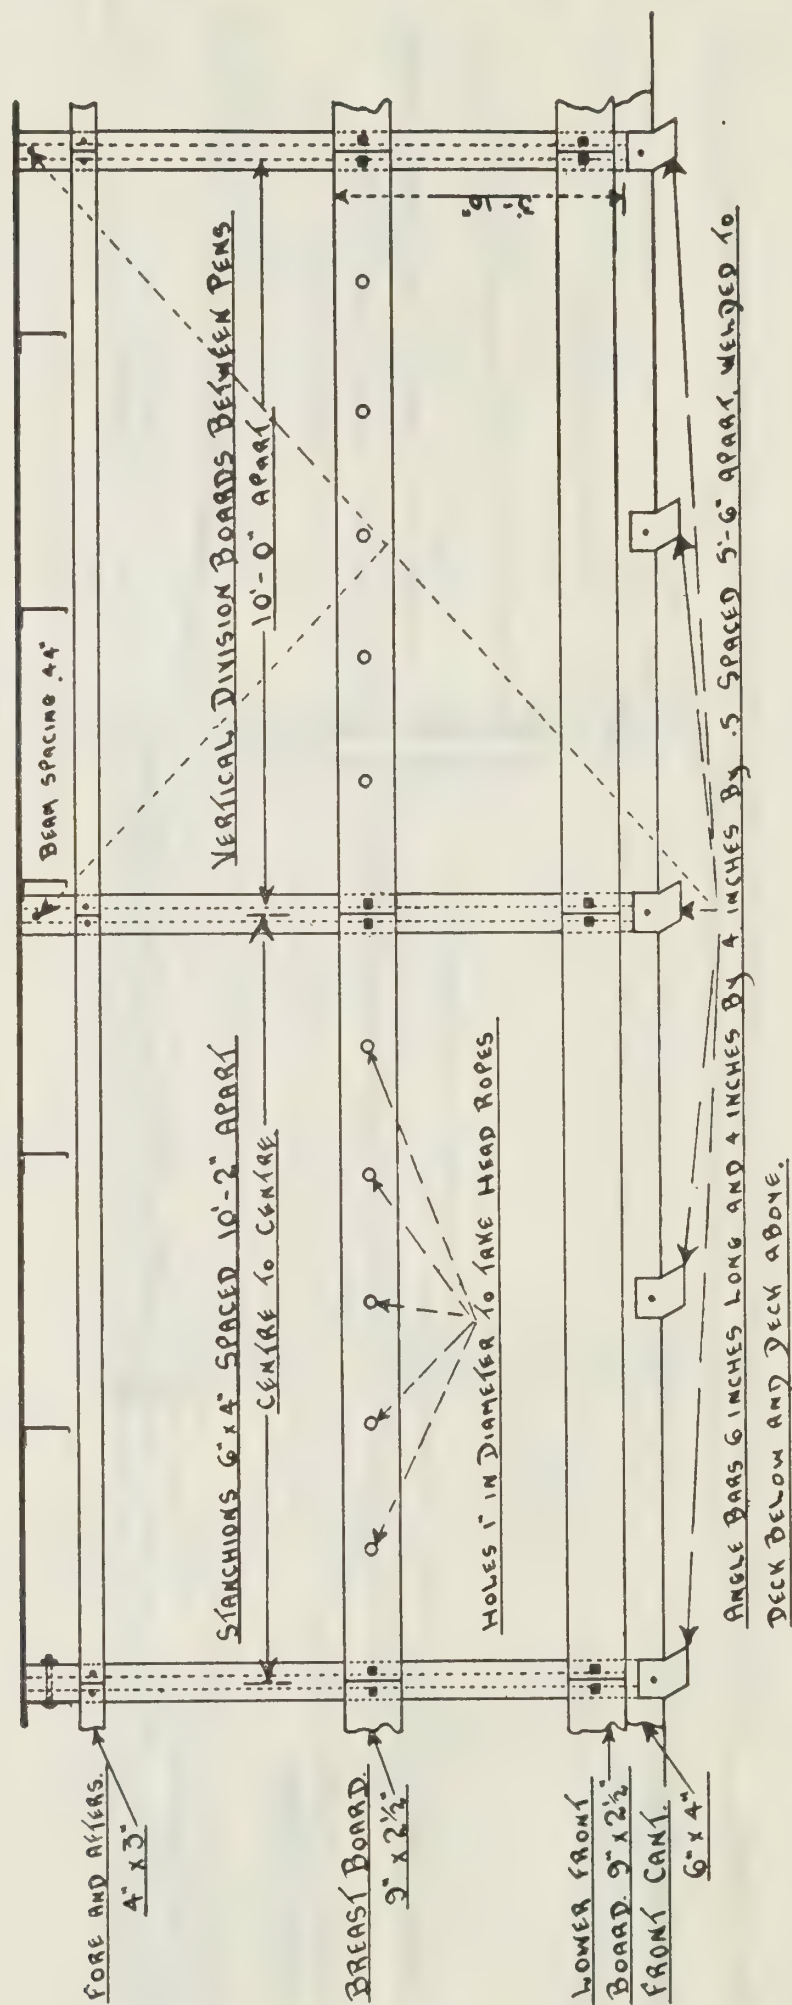 FORE AND AFTERS.
4" x 3"
BREAST BOARD.
9" x 2½"
LOWER FRONT
BOARD. 9" x 2½"
FRONT CANT.
6" x 4"
BEAM SPACING 44"
STANCHIONS 6"x 4" SPACED 10'-2" APART
CENTRE TO CENTRE
VERTICAL DIVISION BOARDS BETWEEN PENS
10'-0" APART
HOLES 1" IN DIAMETER TO TAKE HEAD ROPES
ANGLE BARS 6 INCHES LONG AND 4 INCHES BY 4 INCHES BY .5 SPACED 5'-6" APART, WELDED TO
DECK BELOW AND DECK ABOVE.